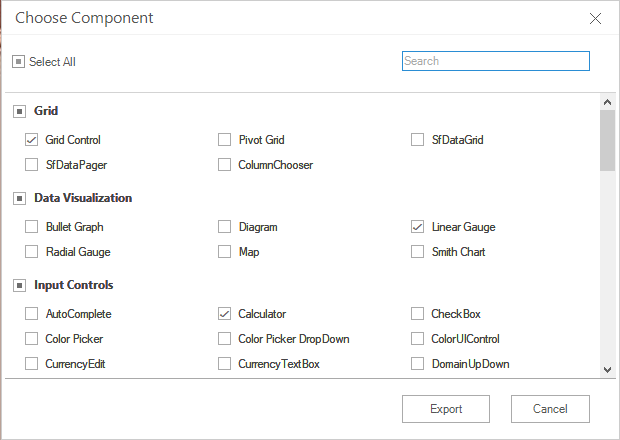 Choose Component
Select All
Search
Grid
Grid Control Pivot Grid SfDataGrid
SfDataPager ColumnChooser
Data Visualization
Bullet Graph Diagram Linear Gauge
Radial Gauge Map Smith Chart
Input Controls
AutoComplete Calculator CheckBox
Color Picker Color Picker DropDown ColorUIControl
CurrencyEdit CurrencyTextBox DomainUpDown
Export Cancel